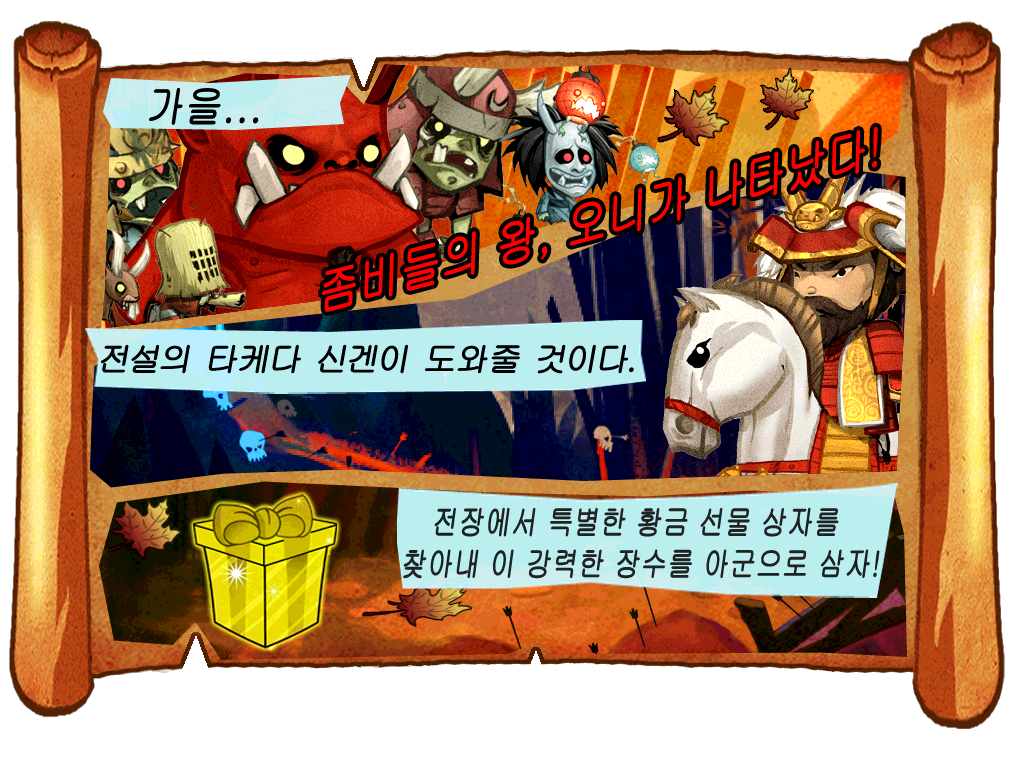 가을...
좀비들의 왕, 오니가 나타났다!
전설의 타케다 신겐이 도와줄 것이다.
전장에서 특별한 황금 선물 상자를
찾아내 이 강력한 장수를 아군으로 삼자!